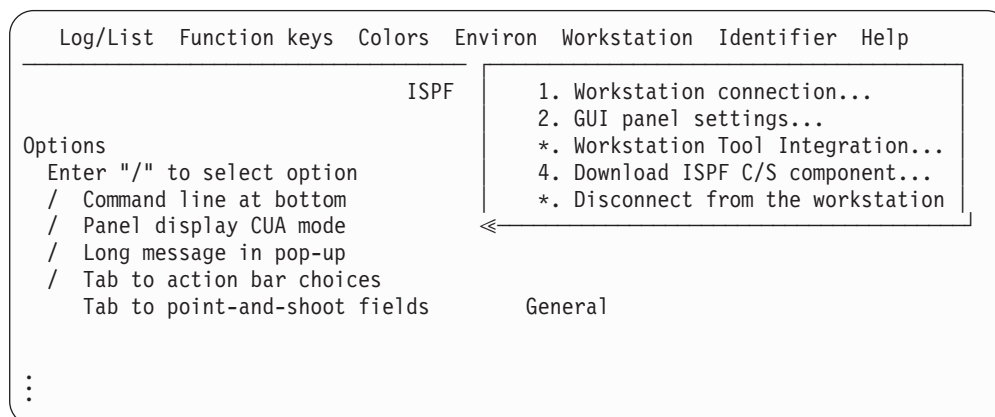 Log/List  Function keys  Colors  Environ  Workstation  Identifier  Help
ISPF
1. Workstation connection...
2. GUI panel settings...
Options
*. Workstation Tool Integration...
Enter "/" to select option
4. Download ISPF C/S component...
/  Command line at bottom
*. Disconnect from the workstation
/  Panel display CUA mode
/  Long message in pop-up
/  Tab to action bar choices
Tab to point-and-shoot fields
General